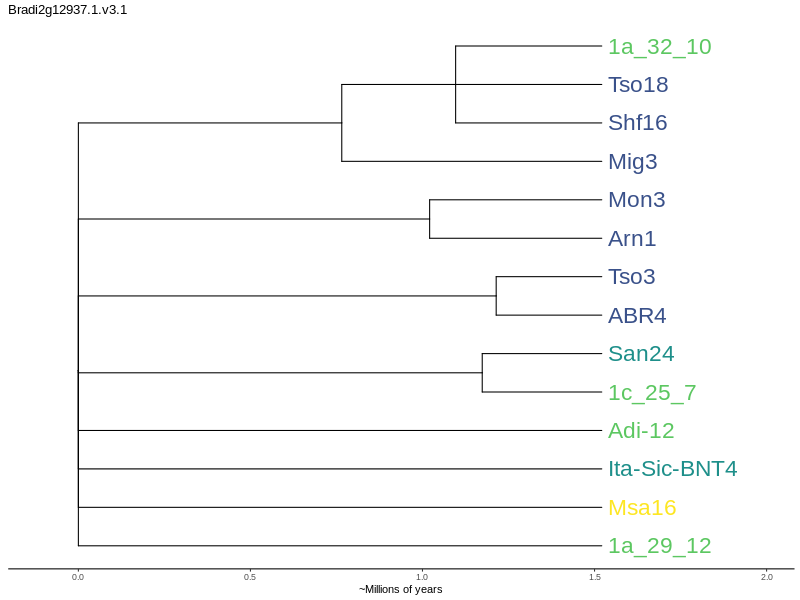 Bradi2g12937.1.v3.1
1a_32_10
Tso18
Shf16
Mig3
Mon3
Arn1
Tso3
ABR4
San24
1c_25_7
Adi-12
Ita-Sic-BNT4
Msa16
1a_29_12
0.0 0.5 1.0 1.5 2.0
~Millions of years